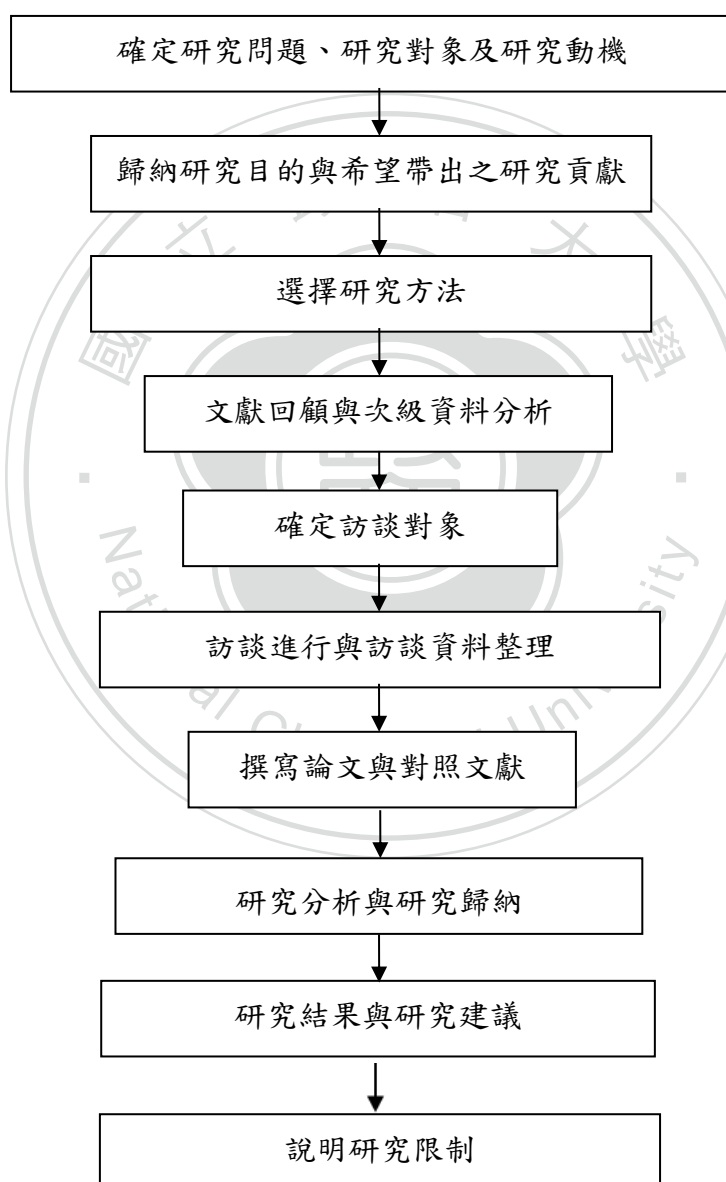 確定研究問題、研究對象及研究動機
歸納研究目的與希望帶出之研究貢獻
選擇研究方法
文獻回顧與次級資料分析
確定訪談對象
訪談進行與訪談資料整理
撰寫論文與對照文獻
研究分析與研究歸納
研究結果與研究建議
說明研究限制
國立 大學